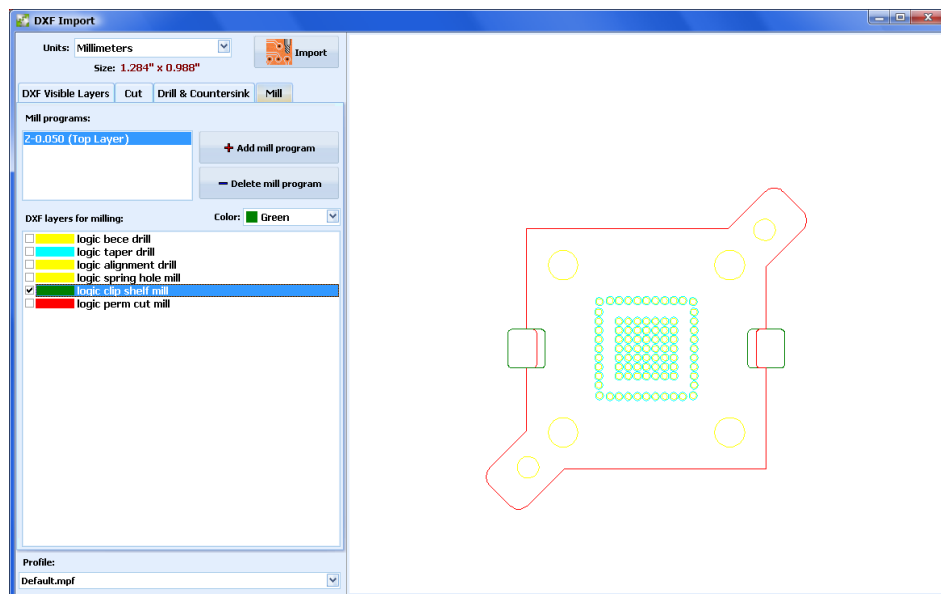 DXF Import
Units: Millimeters
Import
Size: 1.284" x 0.988"
DXF Visible Layers Cut Drill & Countersink Mill
Mill programs:
Z-0.050 (Top Layer)
+ Add mill program
− Delete mill program
DXF layers for milling: Color: Green
logic bece drill
logic taper drill
logic alignment drill
logic spring hole mill
logic clip shelf mill
logic perm cut mill
Profile:
Default.mpf